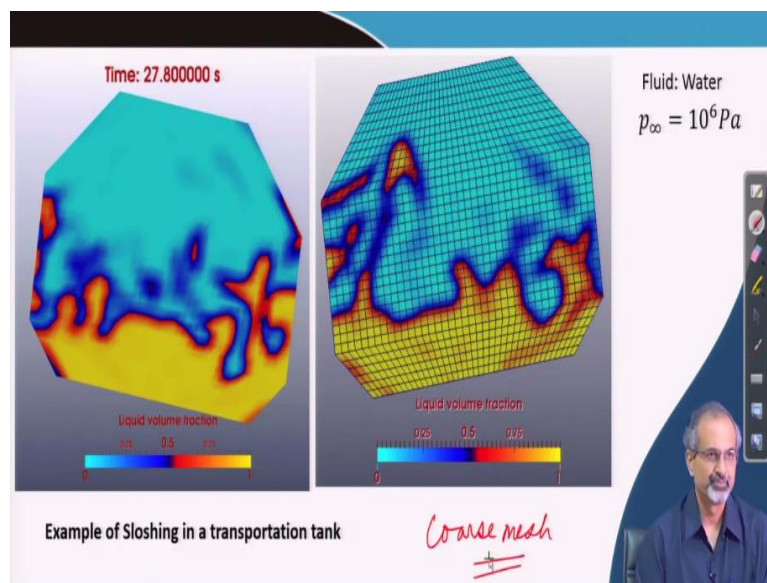 Time: 27.800000 s
Fluid: Water
p∞ = 10⁶Pa
Liquid volume fraction
0.25 0.5 0.75
0 1
Liquid volume fraction
0.25 0.5 0.75
0 1
Example of Sloshing in a transportation tank
Coarse mesh